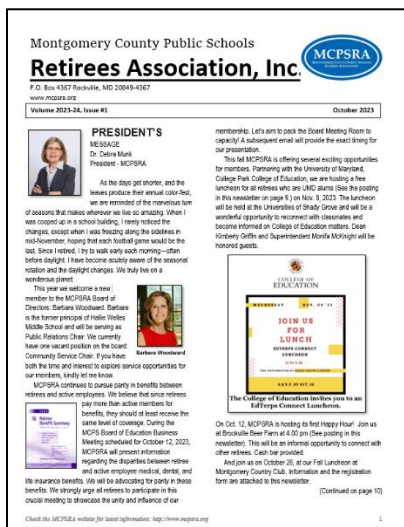 Montgomery County Public Schools
Retirees Association, Inc.
MCPSRA
P.O. Box 4367 Rockville, MD 20849-4367
www.mcpsra.org
Volume 2023-24, Issue #1
October 2023
PRESIDENT'S
MESSAGE
Dr. Debra Munk
President - MCPSRA
As the days get shorter, and the
leaves produce their annual color-fest,
we are reminded of the marvelous turn
of seasons that makes wherever we live so amazing. When I
was cooped up in a school building, I rarely noticed the
changes, except when I was freezing along the sidelines in
mid-November, hoping that each football game would be the
last. Since I retired, I try to walk early each morning—often
before daylight. I have become acutely aware of the seasonal
rotation and the daylight changes. We truly live on a
wonderous planet.
This year we welcome a new
member to the MCPSRA Board of
Directors: Barbara Woodward. Barbara
is the former principal of Hallie Welles
Middle School and will be serving as
Public Relations Chair. We currently
have one vacant position on the board:
Community Service Chair. If you have
both the time and interest to explore service opportunities for
our members, kindly let me know.
Barbara Woodward
MCPSRA continues to pursue parity in benefits between
retirees and active employees. We believe that since retirees
pay more than active members for
benefits, they should at least receive the
same level of coverage. During the
MCPS Board of Education Business
Meeting scheduled for October 12, 2023,
MCPSRA will present information
regarding the disparities between retiree
and active employee medical, dental, and
life insurance benefits. We will be advocating for parity in these
benefits. We strongly urge all retirees to participate in this
crucial meeting to showcase the unity and influence of our
Retiree
Benefit Summary
membership. Let's aim to pack the Board Meeting Room to
capacity! A subsequent email will provide the exact timing for
our presentation.
This fall MCPSRA is offering several exciting opportunities
for members. Partnering with the University of Maryland,
College Park College of Education, we are hosting a free
luncheon for all retirees who are UMD alums (See the posting
in this newsletter on page 9.) on Nov. 8, 2023. The luncheon
will be held at the Universities of Shady Grove and will be a
wonderful opportunity to reconnect with classmates and
become informed on College of Education matters. Dean
Kimberly Griffin and Superintendent Monifa McKnight will be
honored guests.
COLLEGE OF
EDUCATION
WEDNESDAY NOV. 08
JOIN US
FOR
LUNCH
EDTERPS CONNECT
LUNCHEON
The College of Education invites you to an
EdTerps Connect Luncheon.
On Oct. 12, MCPSRA is hosting its first Happy Hour! Join us
at Brookville Beer Farm at 4:00 pm (See posting in this
newsletter). This will be an informal opportunity to connect with
other retirees. Cash bar provided.
And join us on October 26, at our Fall Luncheon at
Montgomery Country Club. Information and the registration
form are attached to this newsletter.
(Continued on page 10)
Check the MCPSRA website for latest information: http://www.mcpsra.org
1